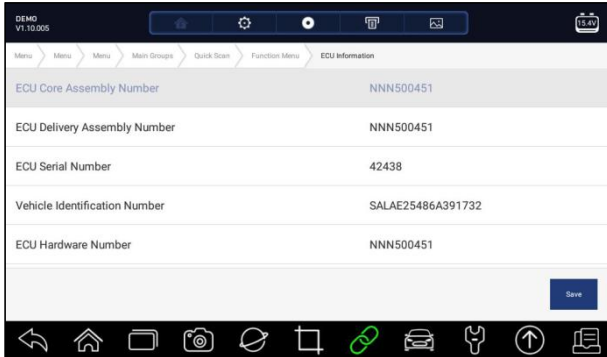 DEMO
V1.10.005
15.4V
Menu Menu Menu Main Groups Quick Scan Function Menu ECU Information
ECU Core Assembly Number NNN500451
ECU Delivery Assembly Number NNN500451
ECU Serial Number 42438
Vehicle Identification Number SALAE25486A391732
ECU Hardware Number NNN500451
Save